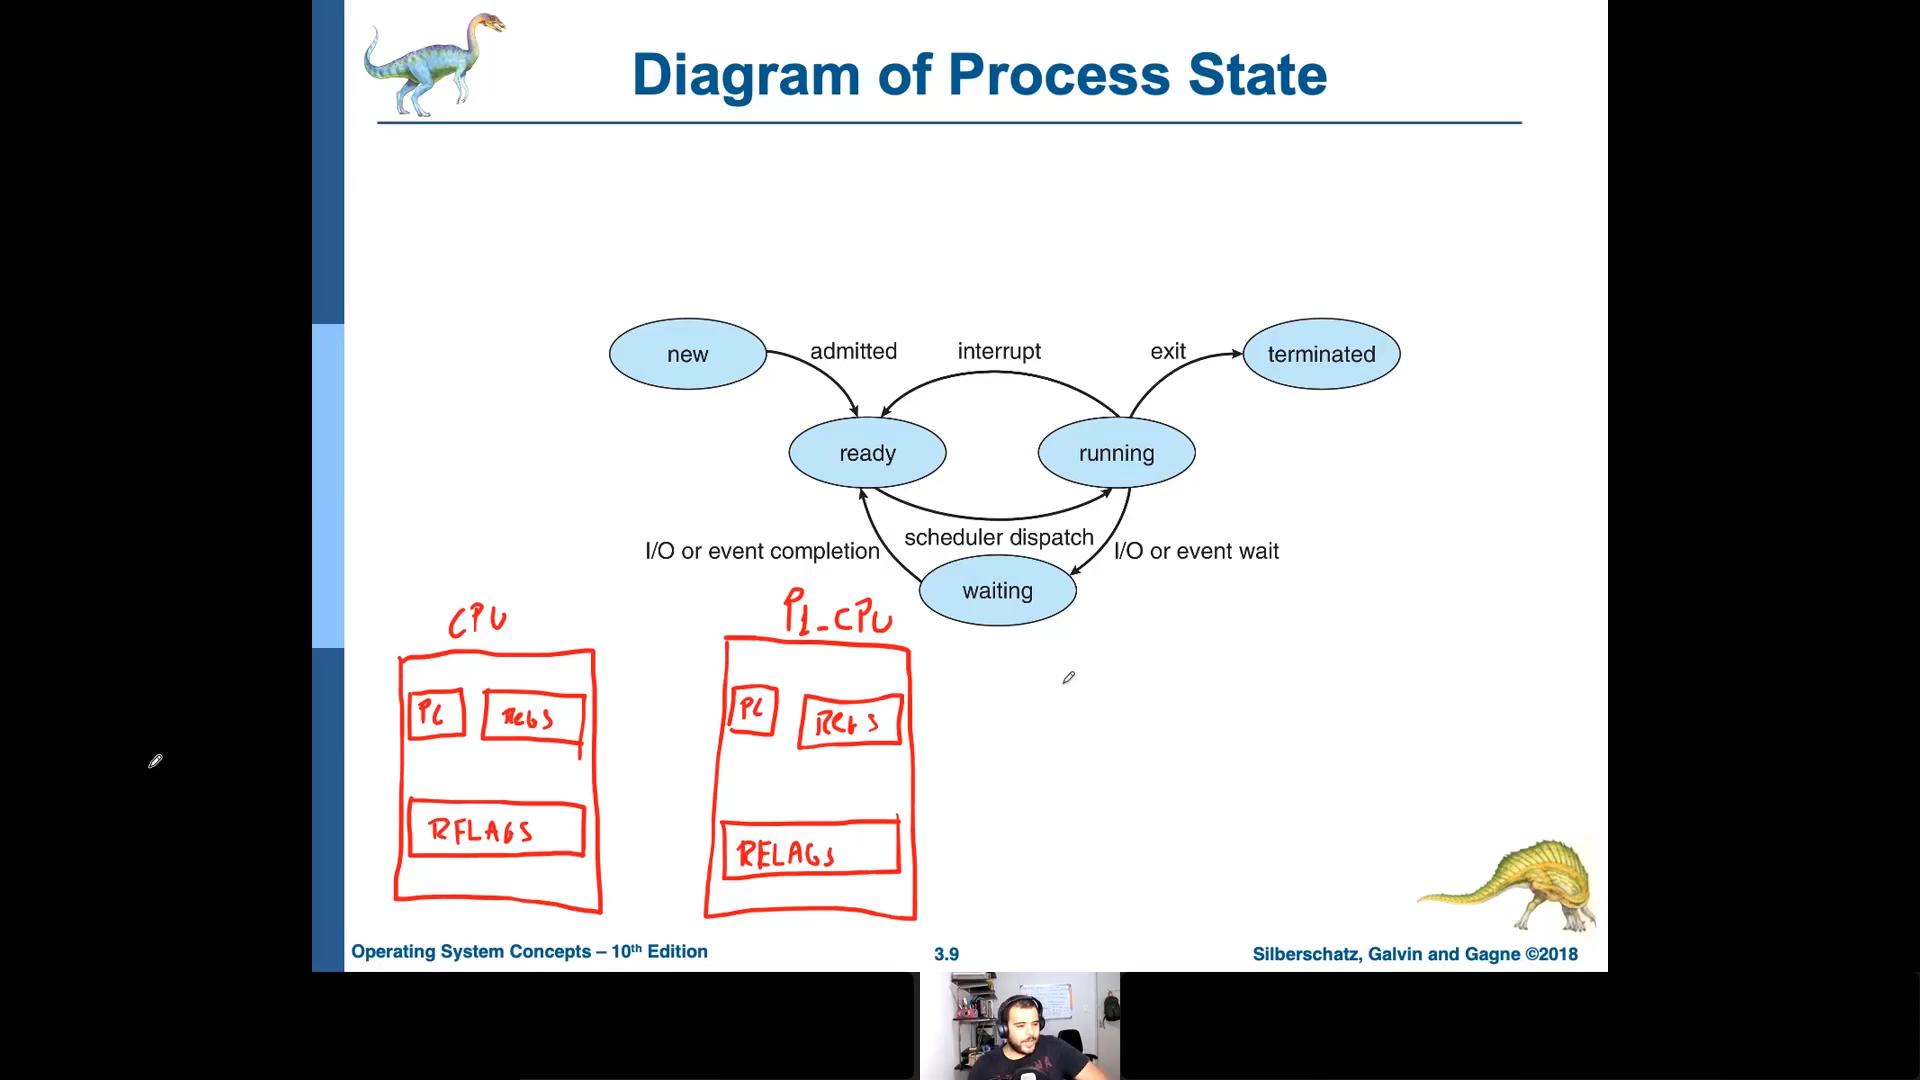 Diagram of Process State
new
admitted
interrupt
exit
terminated
ready
running
scheduler dispatch
I/O or event completion
I/O or event wait
waiting
CPU
P1_CPU
PC
REGS
PC
REGS
RFLAGS
RELAGS
Operating System Concepts – 10th Edition
3.9
Silberschatz, Galvin and Gagne ©2018